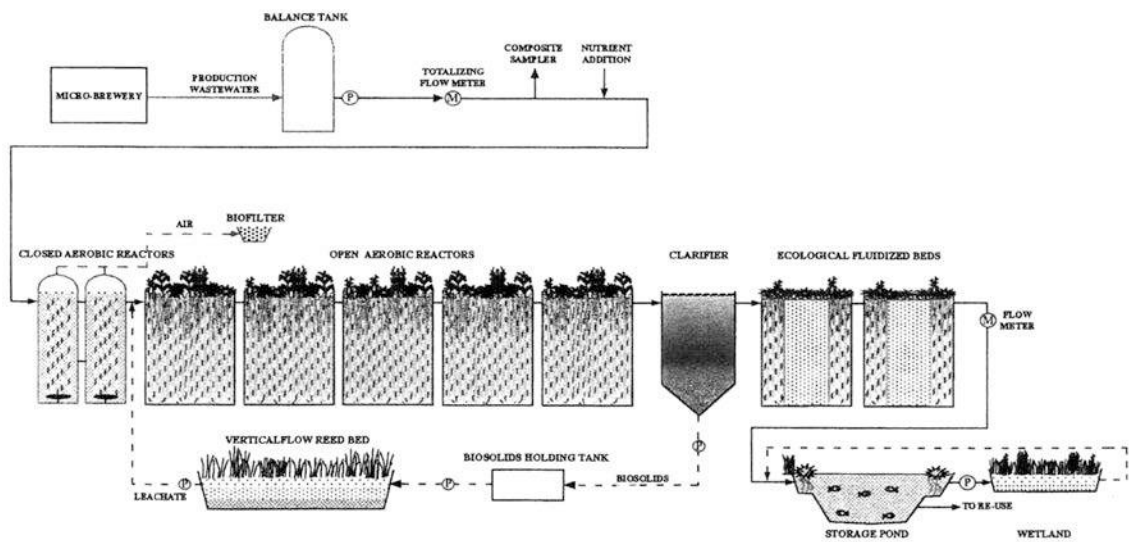 BALANCE TANK
COMPOSITE
SAMPLER
NUTRIENT
ADDITION
PRODUCTION
WASTEWATER
TOTALIZING
FLOW METER
MICRO-BREWERY
P
M
AIR
BIOFILTER
CLOSED AEROBIC REACTORS
OPEN AEROBIC REACTORS
CLARIFIER
ECOLOGICAL FLUIDIZED BEDS
M
FLOW
METER
VERTICALFLOW REED BED
P
BIOSOLIDS HOLDING TANK
BIOSOLIDS
P
LEACHATE
P
P
TO RE-USE
STORAGE POND
WETLAND